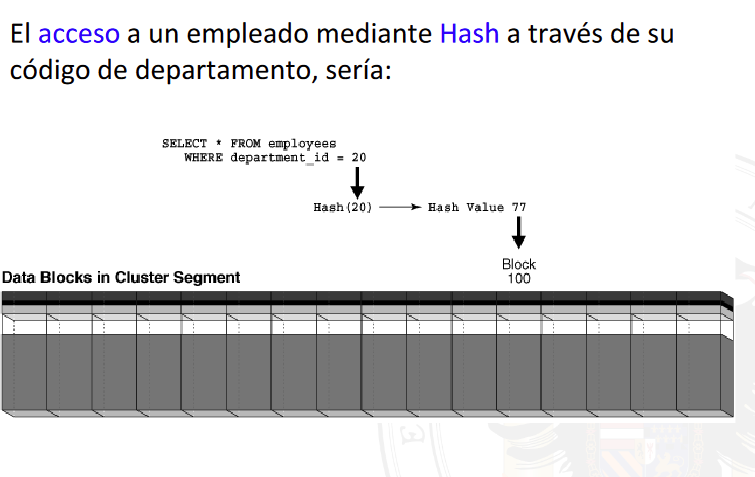 El acceso a un empleado mediante Hash a través de su
código de departamento, sería:
SELECT * FROM employees
WHERE department_id = 20
Hash(20) Hash Value 77
Block
100
Data Blocks in Cluster Segment